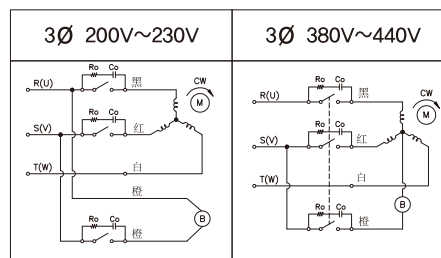 3Ø 200V～230V
Ro Co
R(U)
黑
CW
M
Ro Co
S(V)
红
T(W)
白
橙
B
Ro Co
橙
3Ø 380V～440V
Ro Co
R(U)
黑
CW
M
Ro Co
S(V)
红
T(W)
白
B
Ro Co
橙